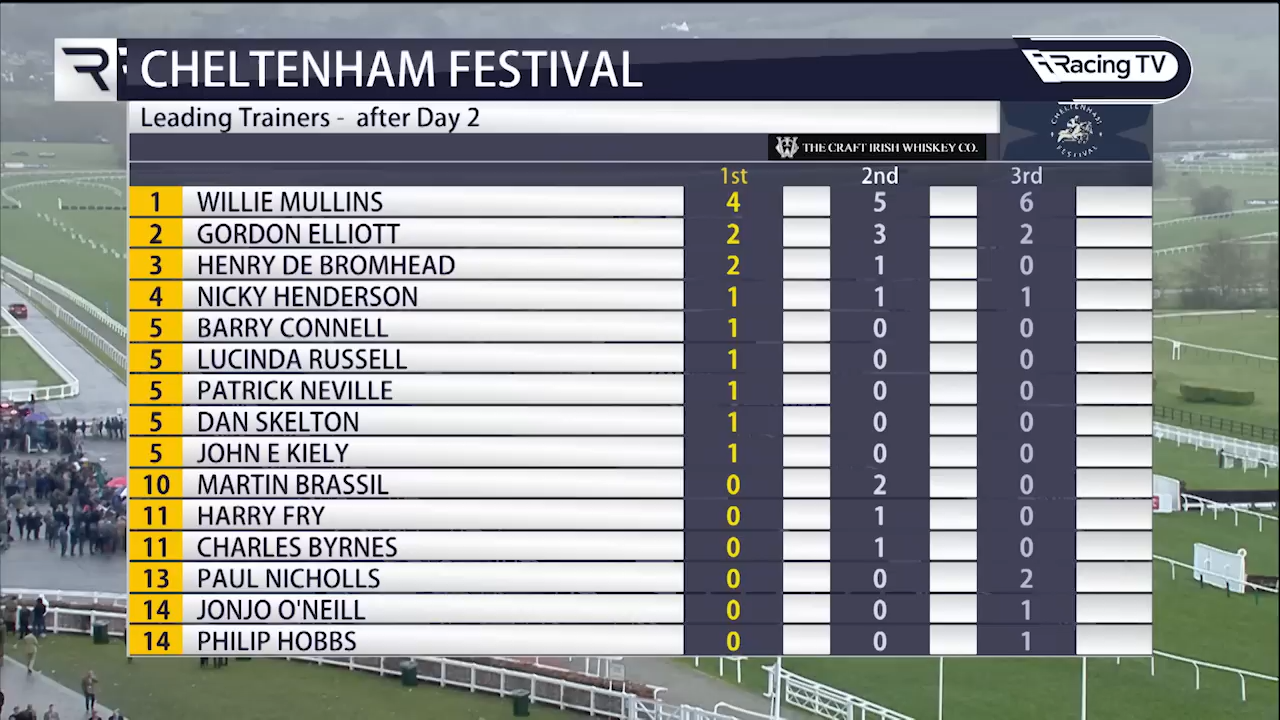 CHELTENHAM FESTIVAL
Racing TV
Leading Trainers - after Day 2
CHELTENHAM
FESTIVAL
THE CRAFT IRISH WHISKEY CO.
1st 2nd 3rd
1 WILLIE MULLINS 4 5 6
2 GORDON ELLIOTT 2 3 2
3 HENRY DE BROMHEAD 2 1 0
4 NICKY HENDERSON 1 1 1
5 BARRY CONNELL 1 0 0
5 LUCINDA RUSSELL 1 0 0
5 PATRICK NEVILLE 1 0 0
5 DAN SKELTON 1 0 0
5 JOHN E KIELY 1 0 0
10 MARTIN BRASSIL 0 2 0
11 HARRY FRY 0 1 0
11 CHARLES BYRNES 0 1 0
13 PAUL NICHOLLS 0 0 2
14 JONJO O'NEILL 0 0 1
14 PHILIP HOBBS 0 0 1